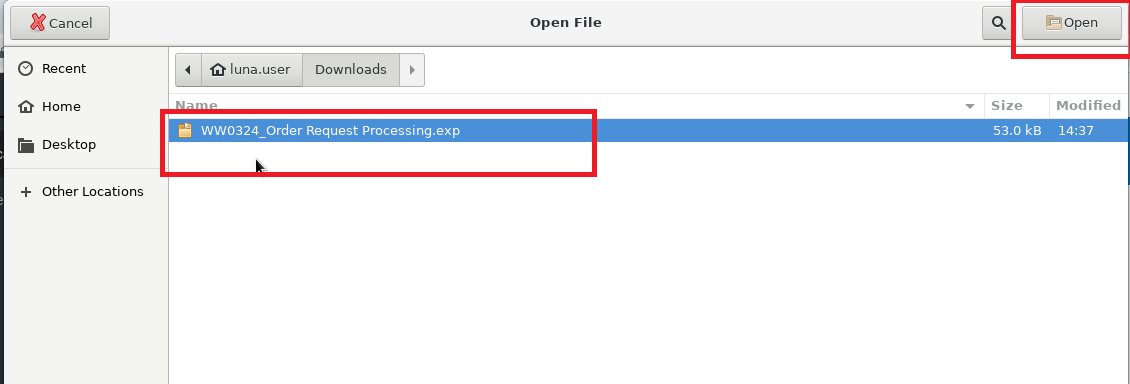 Cancel
Open File
Open
Recent
luna.user
Downloads
Home
Name
Size
Modified
WW0324_Order Request Processing.exp
53.0 kB
14:37
Desktop
Other Locations